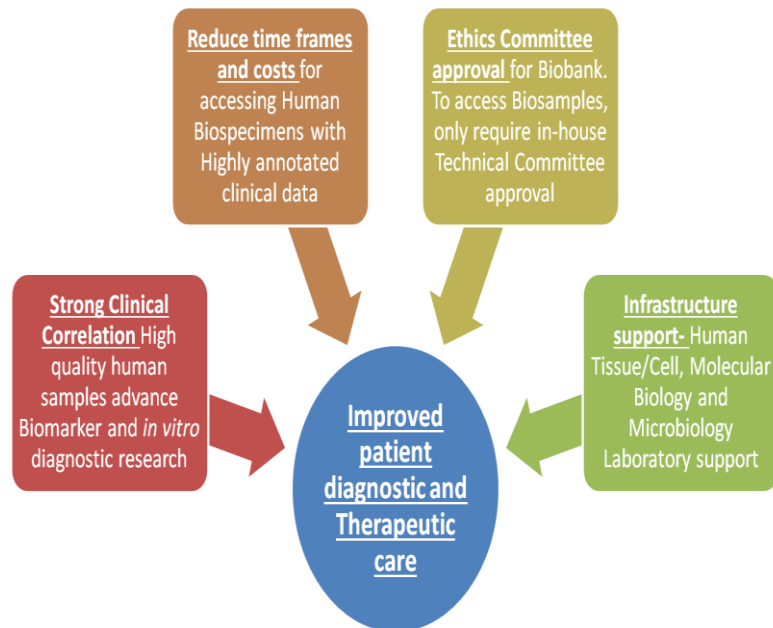 Reduce time frames
and costs for
accessing Human
Biospecimens with
Highly annotated
clinical data
Ethics Committee
approval for Biobank.
To access Biosamples,
only require in-house
Technical Committee
approval
Strong Clinical
Correlation High
quality human
samples advance
Biomarker and in vitro
diagnostic research
Infrastructure
support- Human
Tissue/Cell, Molecular
Biology and
Microbiology
Laboratory support
Improved
patient
diagnostic and
Therapeutic
care